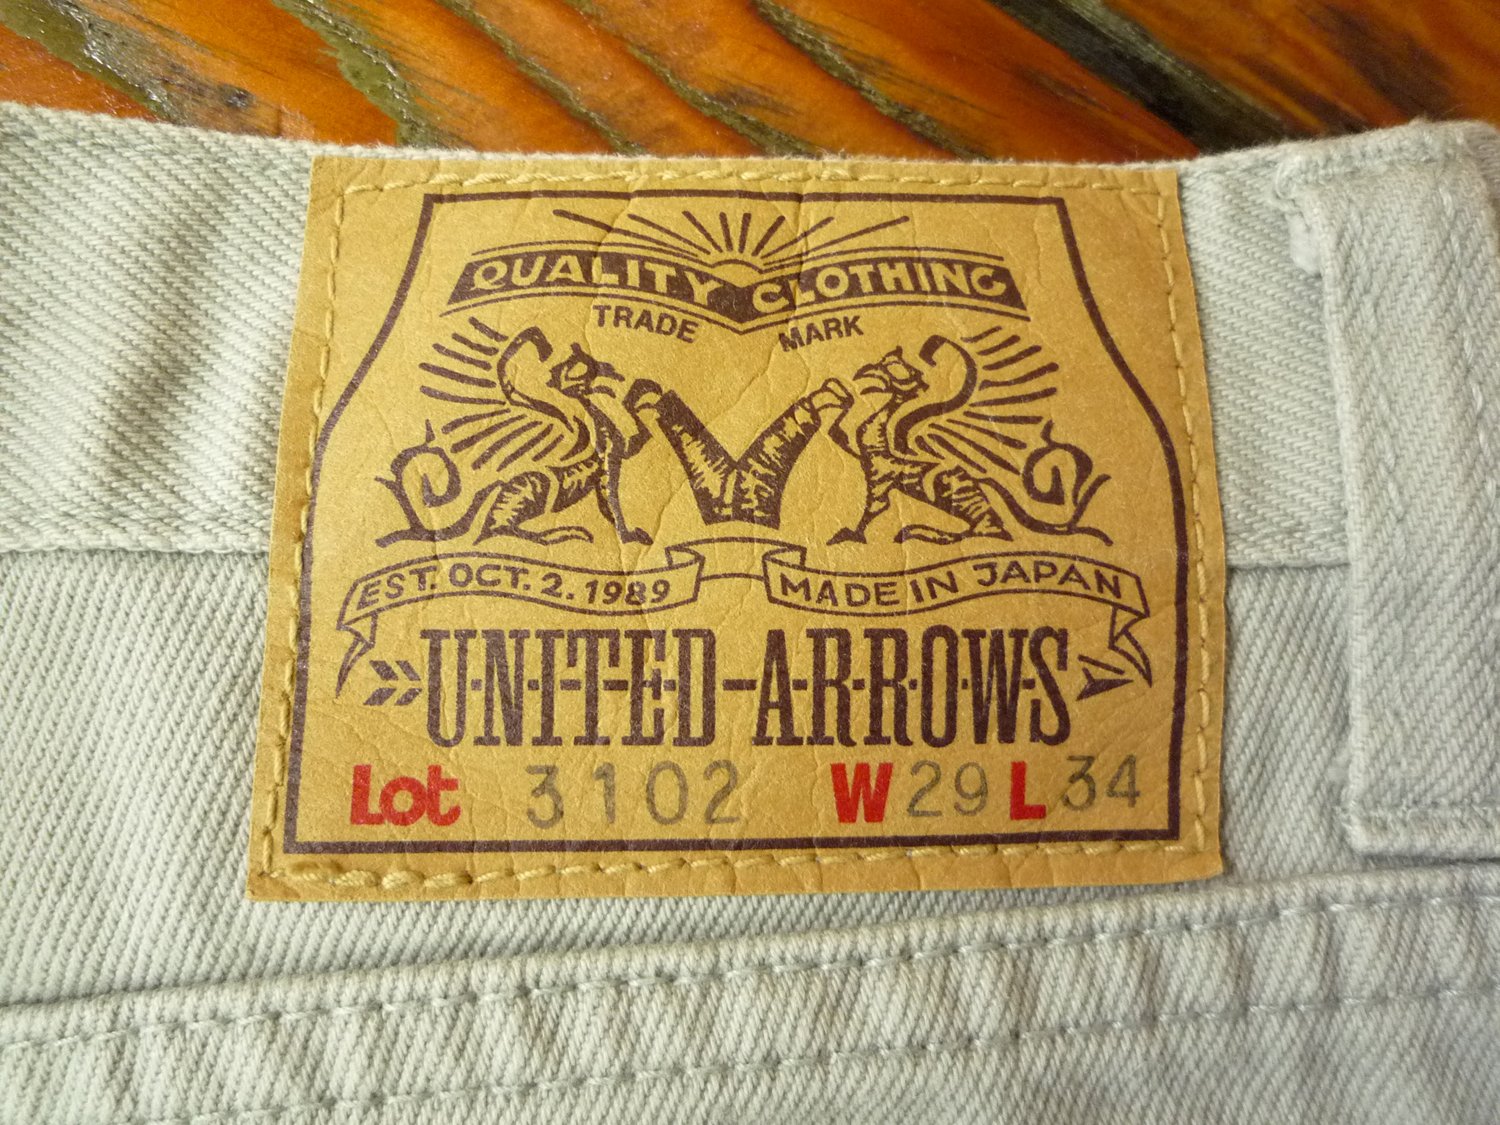 QUALITY CLOTHING
TRADE MARK
EST. OCT. 2. 1989 MADE IN JAPAN
UNITED ARROWS
Lot 3102 W29 L34